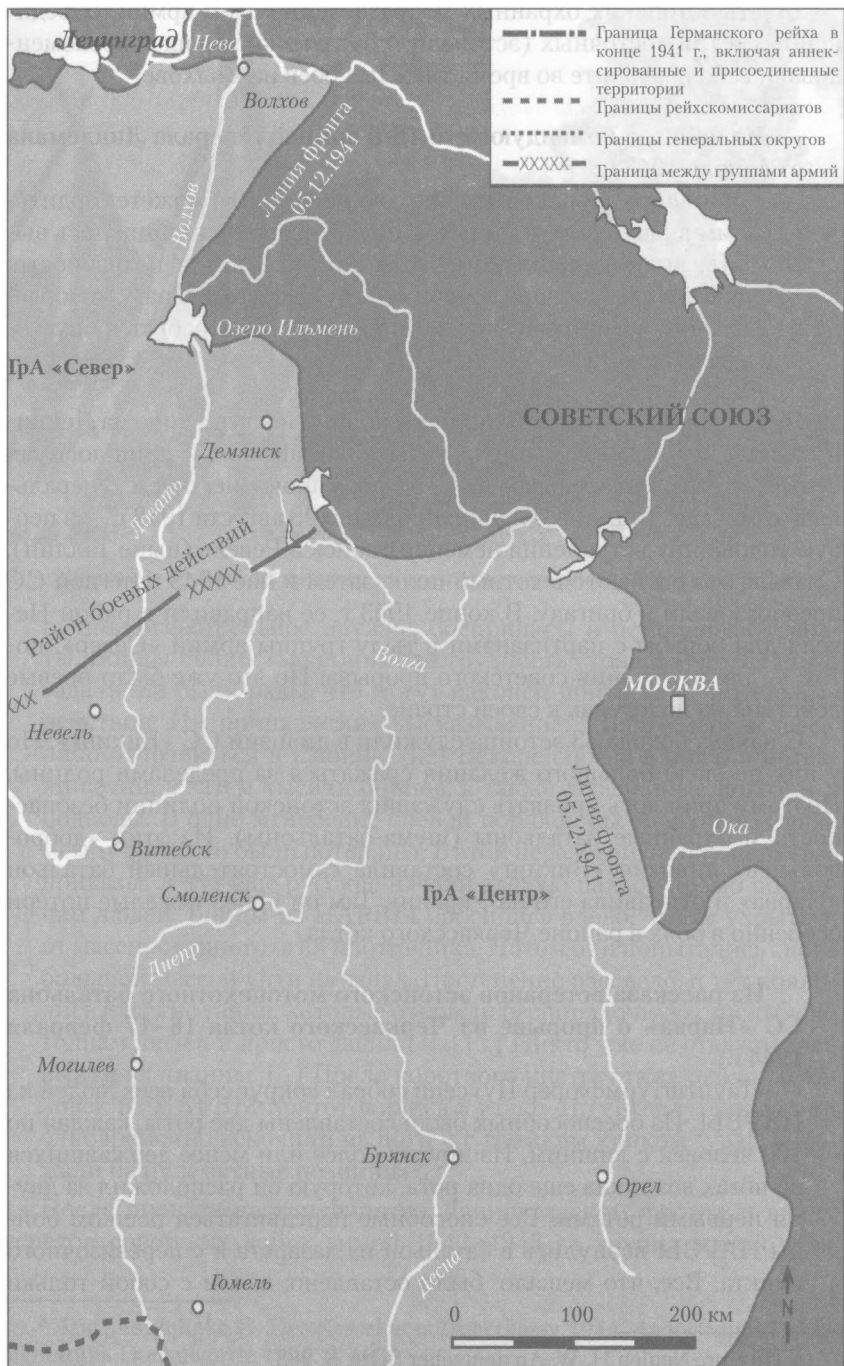 Ленинград
Нева
Волхов
Волхов
Линия фронта
05.12.1941
Граница Германского рейха в
конце 1941 г., включая аннек-
сированные и присоединенные
территории
Границы рейхскомиссариатов
Границы генеральных округов
XXXXX
Граница между группами армий
Озеро Ильмень
ГрА «Север»
СОВЕТСКИЙ СОЮЗ
Демянск
Ловать
Район боевых действий
XXXXX
XXX
Волга
МОСКВА
Невель
Линия фронта
05.12.1941
Ока
Витебск
Смоленск
ГрА «Центр»
Днепр
Могилев
Брянск
Орел
Десна
Гомель
0 100 200 км
N